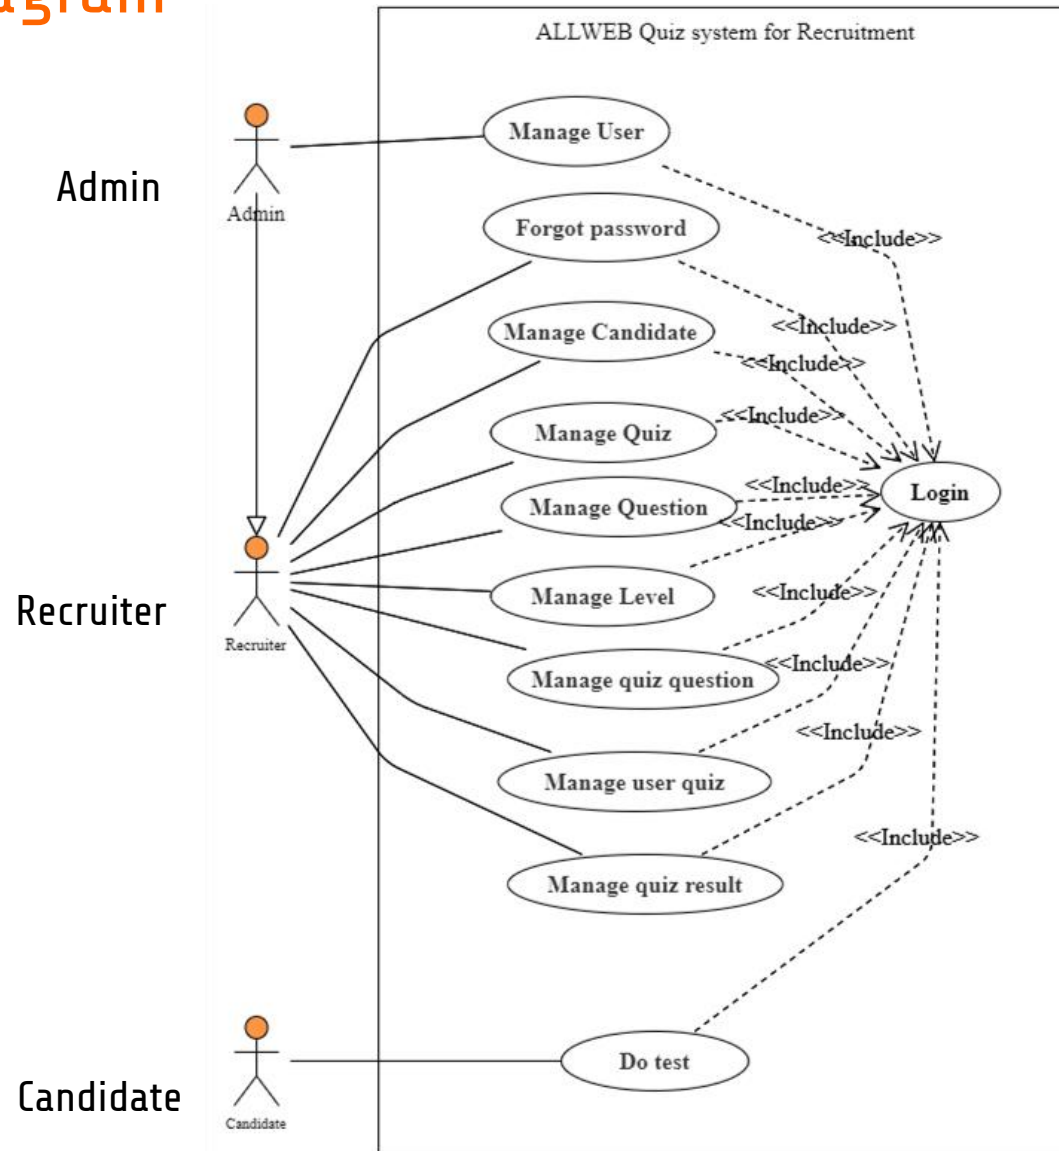 ALLWEB Quiz system for Recruitment
Manage User
Admin
Admin
Forgot password
<<Include>>
<<Include>>
Manage Candidate
<<Include>>
<<Include>>
Manage Quiz
<<Include>>
Login
Manage Question
<<Include>>
Manage Level
<<Include>>
Recruiter
Recruiter
<<Include>>
Manage quiz question
<<Include>>
Manage user quiz
<<Include>>
Manage quiz result
Do test
Candidate
Candidate